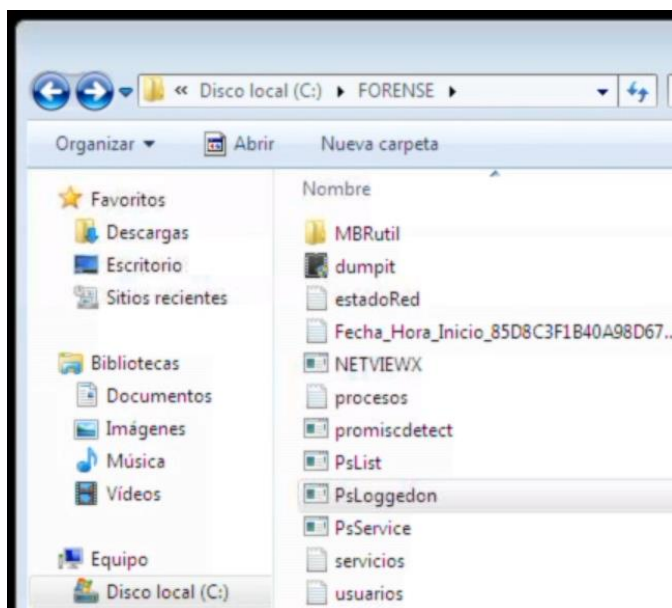 « Disco local (C:) ▸ FORENSE ▸
Organizar
Abrir
Nueva carpeta
Favoritos
Descargas
Escritorio
Sitios recientes
Bibliotecas
Documentos
Imágenes
Música
Vídeos
Equipo
Disco local (C:)
Nombre
MBRutil
dumpit
estadoRed
Fecha_Hora_Inicio_85D8C3F1B40A98D67...
NETVIEWX
procesos
promiscdetect
PsList
PsLoggedon
PsService
servicios
usuarios